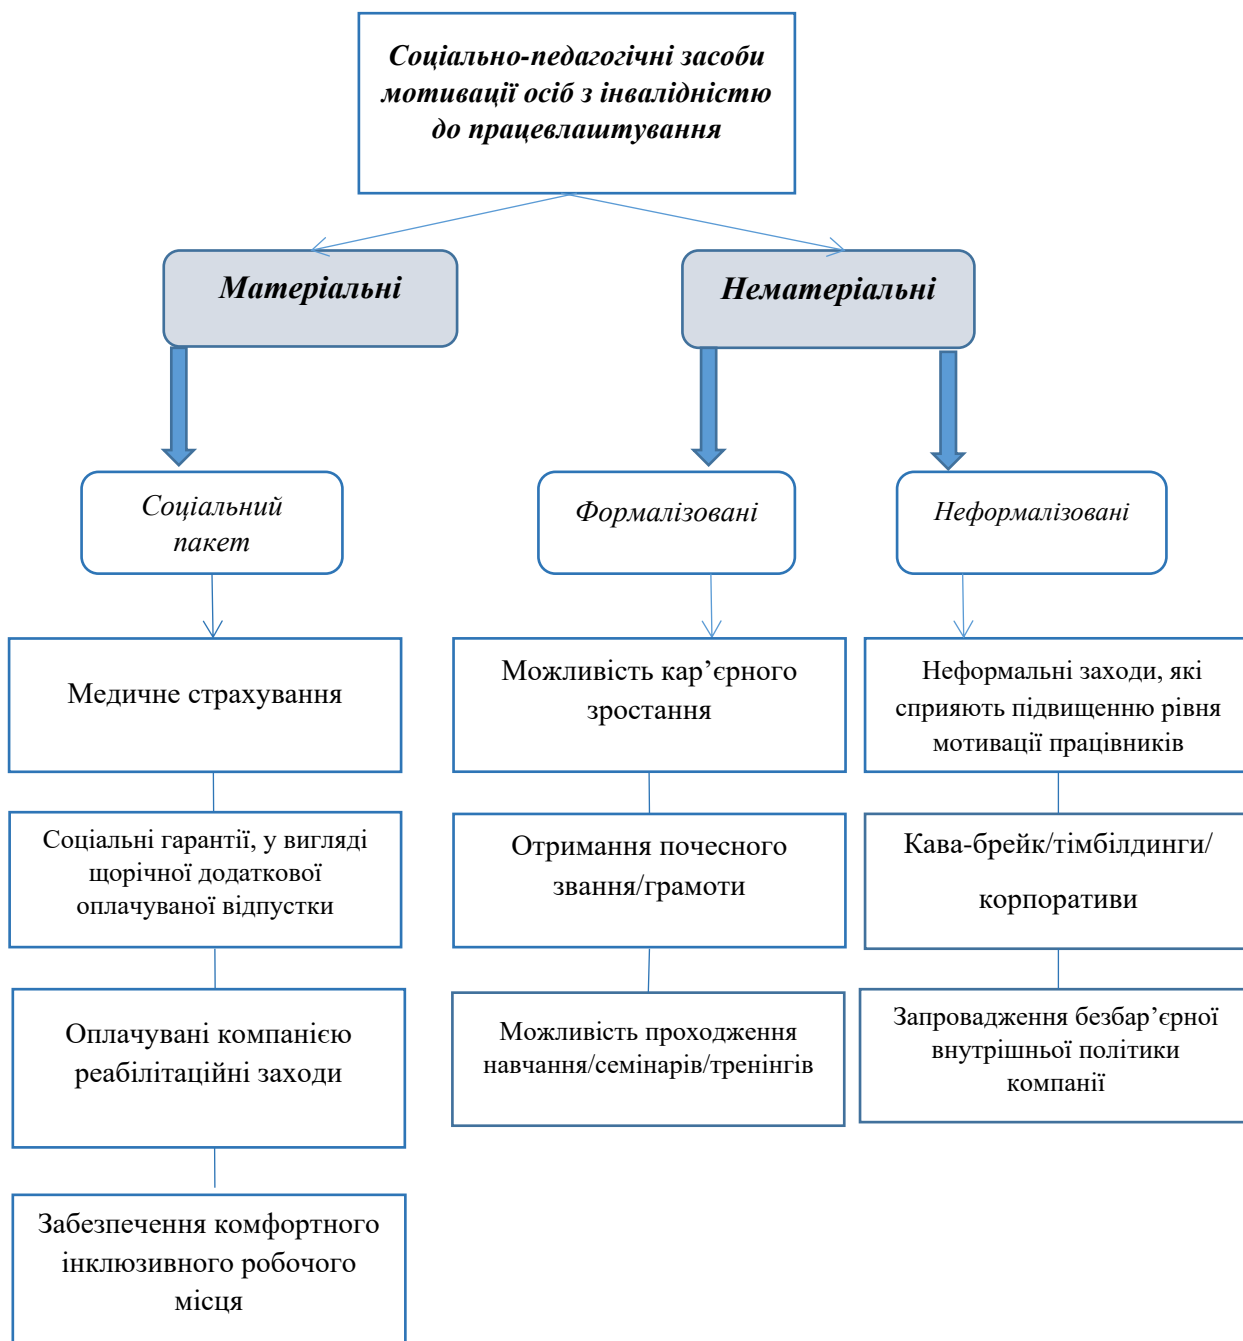 Соціально-педагогічні засоби
мотивації осіб з інвалідністю
до працевлаштування
Матеріальні
Нематеріальні
Соціальний
пакет
Формалізовані
Неформалізовані
Медичне страхування
Можливість кар’єрного
зростання
Неформальні заходи, які
сприяють підвищенню рівня
мотивації працівників
Соціальні гарантії, у вигляді
щорічної додаткової
оплачуваної відпустки
Отримання почесного
звання/грамоти
Кава-брейк/тімбілдинги/
корпоративи
Оплачувані компанією
реабілітаційні заходи
Можливість проходження
навчання/семінарів/тренінгів
Запровадження безбар’єрної
внутрішньої політики
компанії
Забезпечення комфортного
інклюзивного робочого
місця